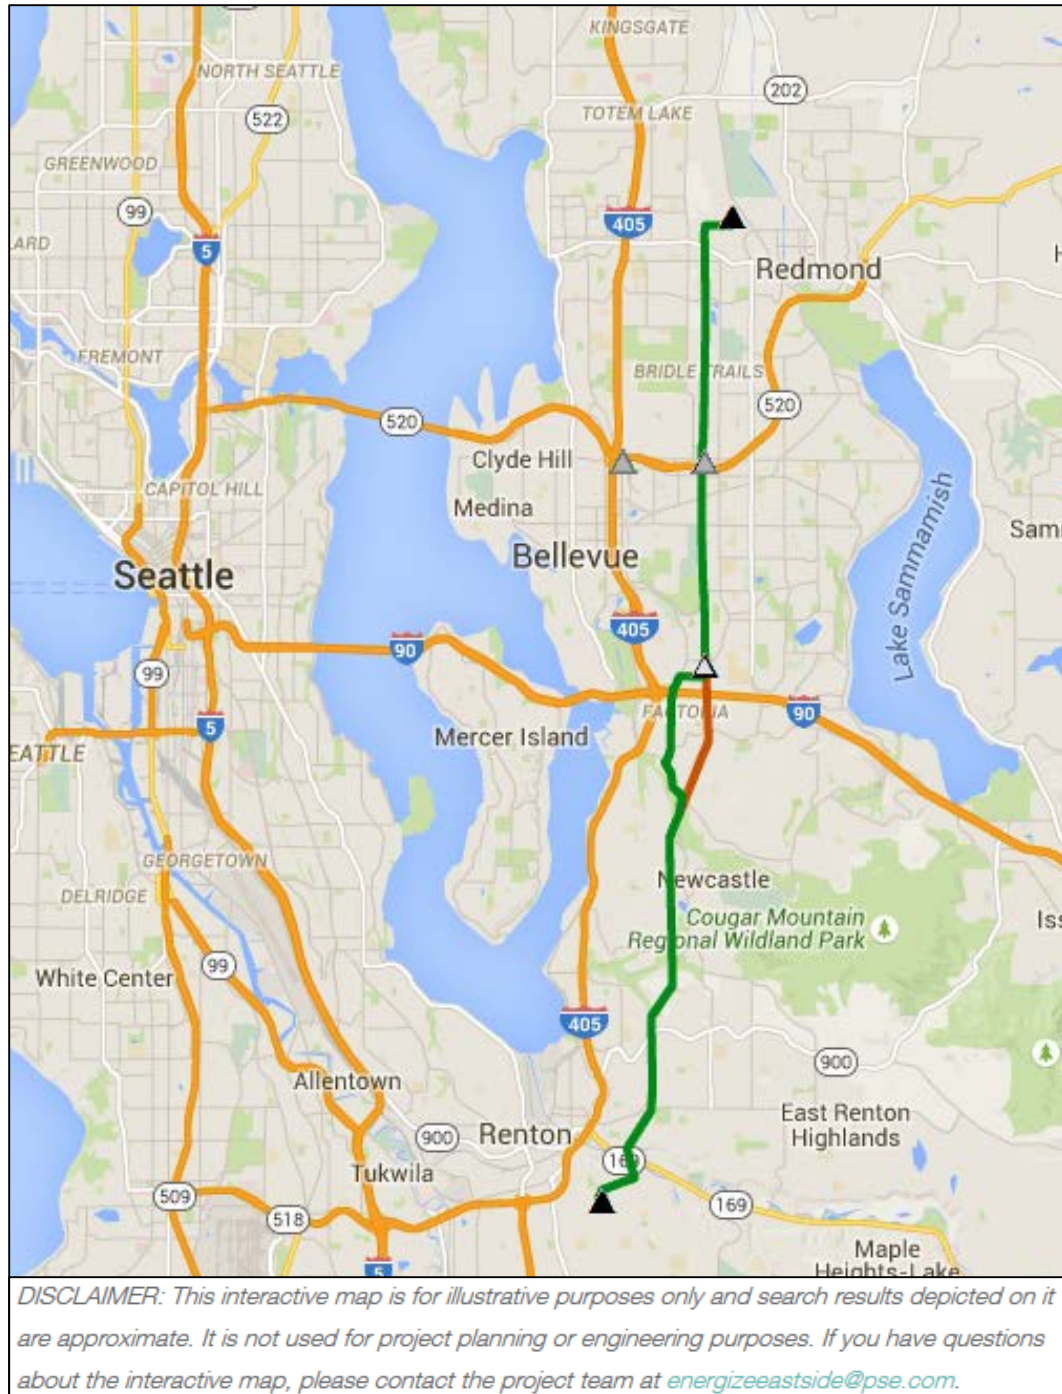 KINGSGATE
NORTH SEATTLE
202
522
TOTEM LAKE
GREENWOOD
99
405
5
LARD
Redmond
FREMONT
BRIDLE TRAILS
520
520
Clyde Hill
CAPITOL HILL
Medina
Lake Sammamish
Sam
Bellevue
Seattle
405
90
99
FACTORIA
90
5
Mercer Island
EATTLE
GEORGETOWN
Newcastle
DELRIDGE
Cougar Mountain
Regional Wildland Park
Iss
99
White Center
405
900
Allentown
East Renton
Highlands
900
Renton
169
Tukwila
509
169
518
Maple
Heights-Lake
5
DISCLAIMER: This interactive map is for illustrative purposes only and search results depicted on it
are approximate. It is not used for project planning or engineering purposes. If you have questions
about the interactive map, please contact the project team at energizeeastside@pse.com.